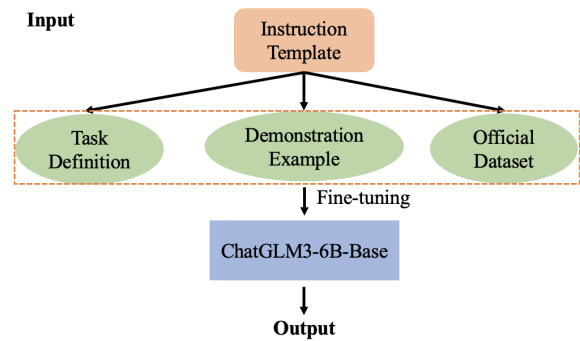 Input
Instruction
Template
Task
Definition
Demonstration
Example
Official
Dataset
Fine-tuning
ChatGLM3-6B-Base
Output